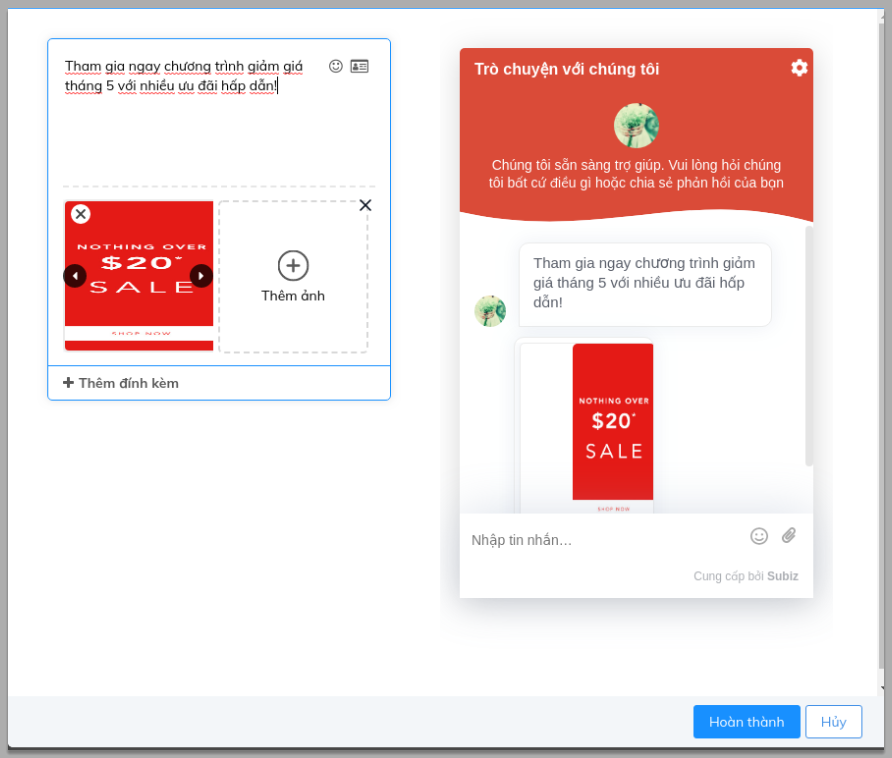 Tham gia ngay chương trình giảm giá
tháng 5 với nhiều ưu đãi hấp dẫn!
NOTHING OVER
$20*
SALE
SHOP NOW
Thêm ảnh
Thêm đính kèm
Trò chuyện với chúng tôi
Chúng tôi sẵn sàng trợ giúp. Vui lòng hỏi chúng
tôi bất cứ điều gì hoặc chia sẻ phản hồi của bạn
Tham gia ngay chương trình giảm
giá tháng 5 với nhiều ưu đãi hấp
dẫn!
NOTHING OVER
$20*
SALE
SHOP NOW
Nhập tin nhắn…
Cung cấp bởi Subiz
Hoàn thành
Hủy